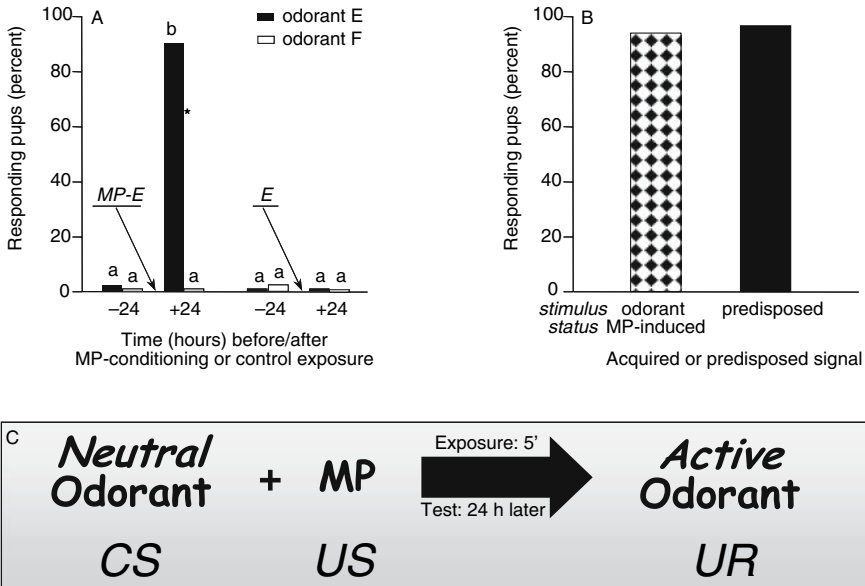 A
odorant E
odorant F
Responding pups (percent)
100
80
60
40
20
0
MP-E
E
a
a
b
a
a
a
a
a
*
–24
+24
–24
+24
Time (hours) before/after
MP-conditioning or control exposure
B
Responding pups (percent)
100
80
60
40
20
0
stimulus
status
odorant
MP-induced
predisposed
Acquired or predisposed signal
C
Neutral
Odorant
+
MP
Exposure: 5’
Test: 24 h later
Active
Odorant
CS
US
UR